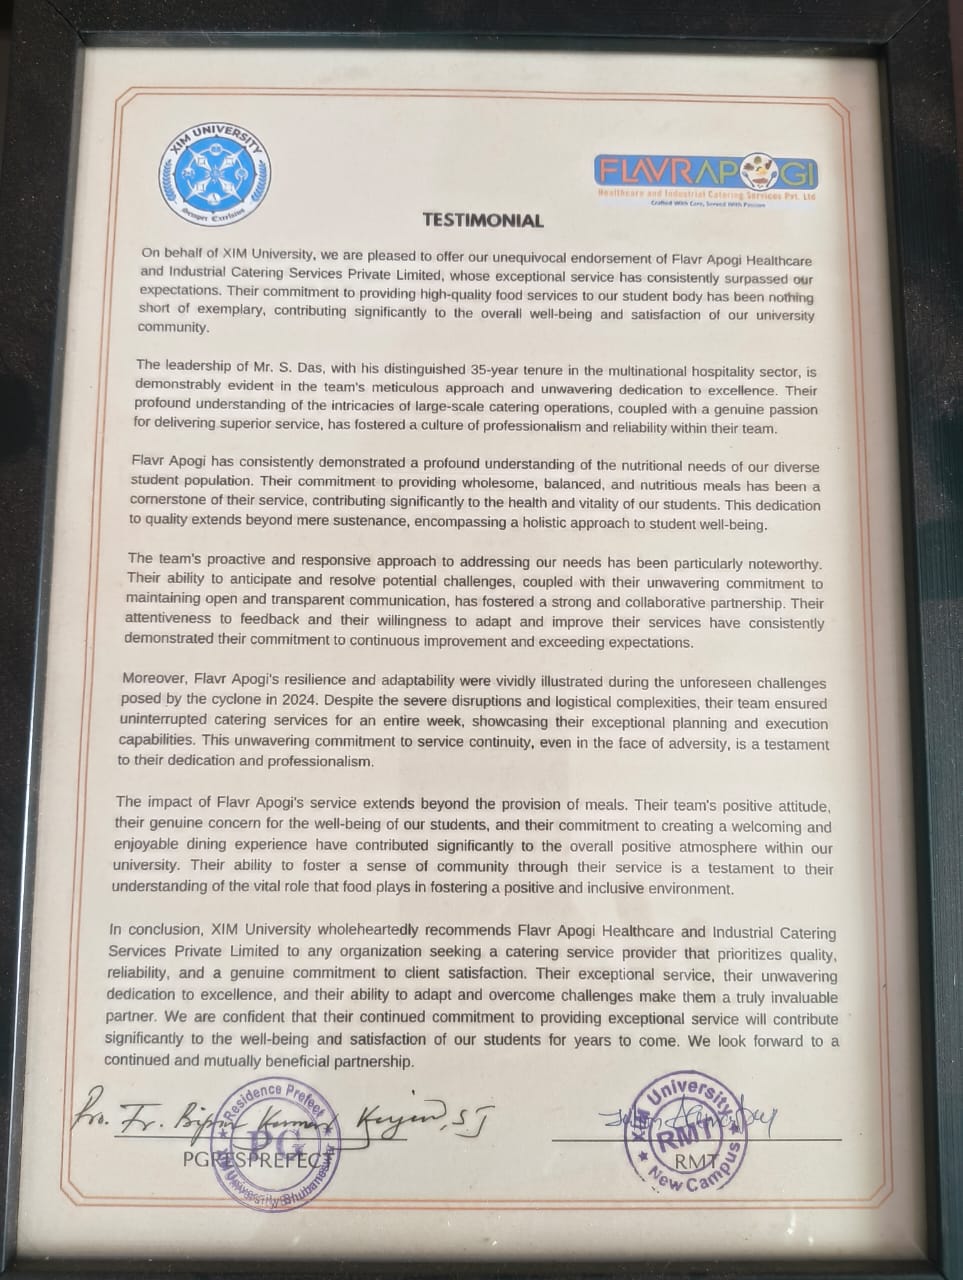 XIM UNIVERSITY
Semper Excelsius
FLAVRAPOGI
Healthcare and Industrial Catering Services Pvt. Ltd
Crafted With Care, Served With Passion
TESTIMONIAL
On behalf of XIM University, we are pleased to offer our unequivocal endorsement of Flavr Apogi Healthcare
and Industrial Catering Services Private Limited, whose exceptional service has consistently surpassed our
expectations. Their commitment to providing high-quality food services to our student body has been nothing
short of exemplary, contributing significantly to the overall well-being and satisfaction of our university
community.
The leadership of Mr. S. Das, with his distinguished 35-year tenure in the multinational hospitality sector, is
demonstrably evident in the team's meticulous approach and unwavering dedication to excellence. Their
profound understanding of the intricacies of large-scale catering operations, coupled with a genuine passion
for delivering superior service, has fostered a culture of professionalism and reliability within their team.
Flavr Apogi has consistently demonstrated a profound understanding of the nutritional needs of our diverse
student population. Their commitment to providing wholesome, balanced, and nutritious meals has been a
cornerstone of their service, contributing significantly to the health and vitality of our students. This dedication
to quality extends beyond mere sustenance, encompassing a holistic approach to student well-being.
The team's proactive and responsive approach to addressing our needs has been particularly noteworthy.
Their ability to anticipate and resolve potential challenges, coupled with their unwavering commitment to
maintaining open and transparent communication, has fostered a strong and collaborative partnership. Their
attentiveness to feedback and their willingness to adapt and improve their services have consistently
demonstrated their commitment to continuous improvement and exceeding expectations.
Moreover, Flavr Apogi's resilience and adaptability were vividly illustrated during the unforeseen challenges
posed by the cyclone in 2024. Despite the severe disruptions and logistical complexities, their team ensured
uninterrupted catering services for an entire week, showcasing their exceptional planning and execution
capabilities. This unwavering commitment to service continuity, even in the face of adversity, is a testament
to their dedication and professionalism.
The impact of Flavr Apogi's service extends beyond the provision of meals. Their team's positive attitude,
their genuine concern for the well-being of our students, and their commitment to creating a welcoming and
enjoyable dining experience have contributed significantly to the overall positive atmosphere within our
university. Their ability to foster a sense of community through their service is a testament to their
understanding of the vital role that food plays in fostering a positive and inclusive environment.
In conclusion, XIM University wholeheartedly recommends Flavr Apogi Healthcare and Industrial Catering
Services Private Limited to any organization seeking a catering service provider that prioritizes quality,
reliability, and a genuine commitment to client satisfaction. Their exceptional service, their unwavering
dedication to excellence, and their ability to adapt and overcome challenges make them a truly invaluable
partner. We are confident that their continued commitment to providing exceptional service will contribute
significantly to the well-being and satisfaction of our students for years to come. We look forward to a
continued and mutually beneficial partnership.
Fr. Kumar S.J
Residence Prefect
PG
XIM University Bhubaneswar
PGRESPREFECT
XIM University
RMT
New Campus
RMT